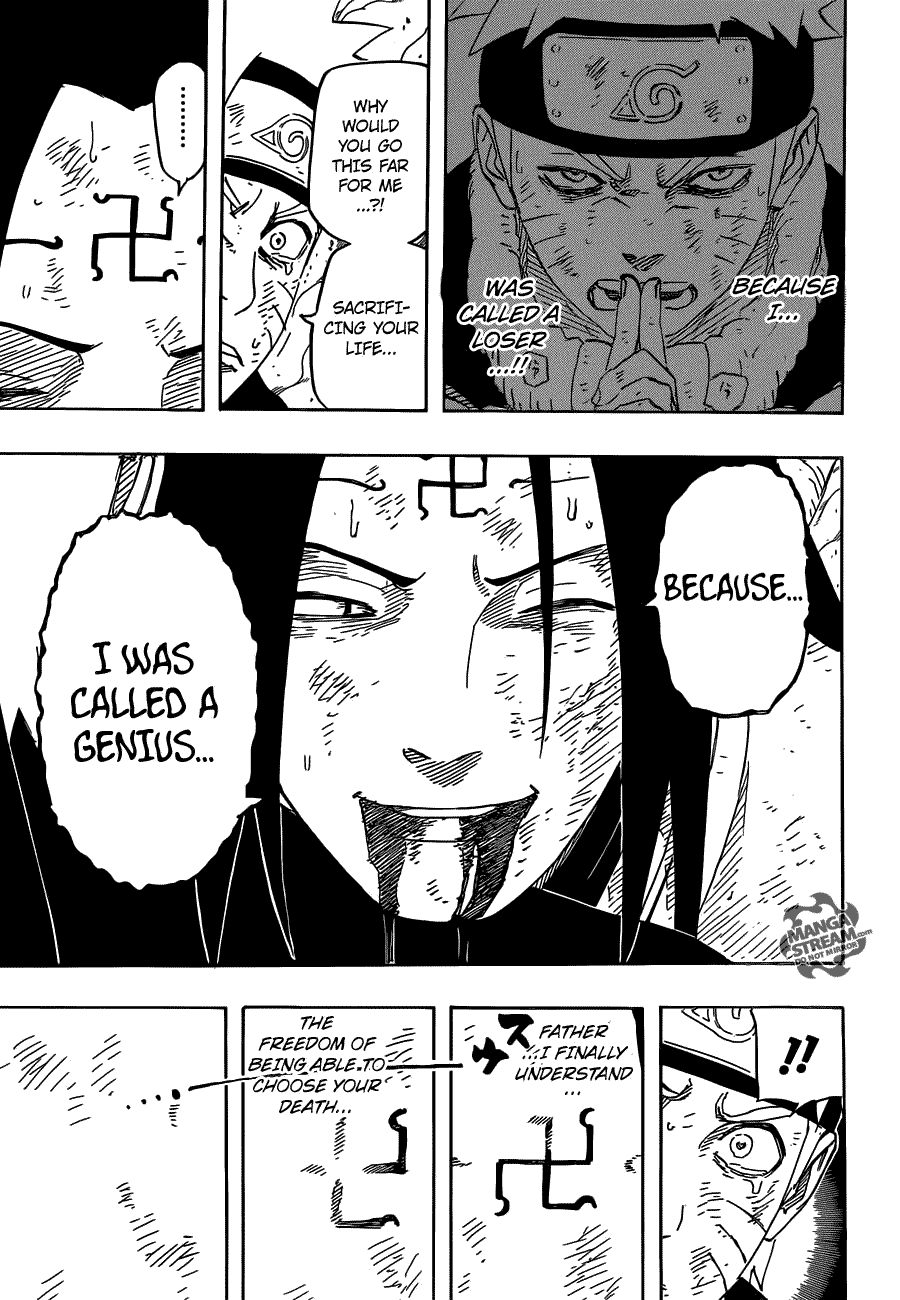 BECAUSE
I...
WAS
CALLED A
LOSER
...!!
WHY
WOULD
YOU GO
THIS FAR
FOR ME
...?!
SACRIFI-
CING YOUR
LIFE...
........
BECAUSE...
I WAS
CALLED A
GENIUS...
MANGA
STREAM.com
DO NOT MIRROR
!!
FATHER
...I FINALLY
UNDERSTAND
...
スゥ
THE
FREEDOM OF
BEING ABLE TO
CHOOSE YOUR
DEATH...